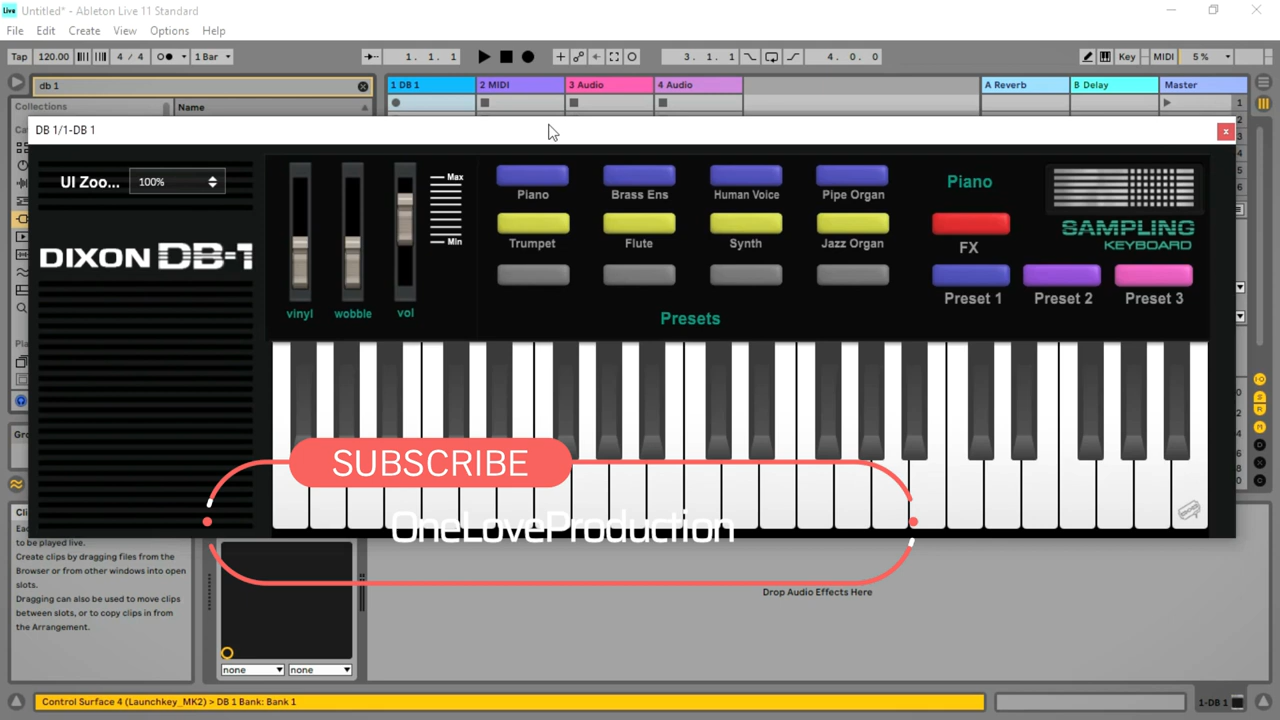 Live Untitled* - Ableton Live 11 Standard
File Edit Create View Options Help
Tap 120.00 4 / 4 1 Bar 1. 1. 1 3. 1. 1 4. 0. 0 Key MIDI 5 %
db 1 1 DB 1 2 MIDI 3 Audio 4 Audio A Reverb B Delay Master
Collections Name 1
DB 1/1-DB 1
UI Zoo... 100%
DIXON DB-1
Max
Min
vinyl wobble vol
Piano Brass Ens Human Voice Pipe Organ
Trumpet Flute Synth Jazz Organ
Presets
Piano
FX
SAMPLING
KEYBOARD
Preset 1 Preset 2 Preset 3
SUBSCRIBE
OneLoveProduction
to be played live.
Create clips by dragging files from the
Browser or from other windows into open
slots.
Dragging can also be used to move clips
between slots, or to copy clips in from
the Arrangement.
none none
Drop Audio Effects Here
Control Surface 4 (Launchkey_MK2) > DB 1 Bank: Bank 1
1-DB 1